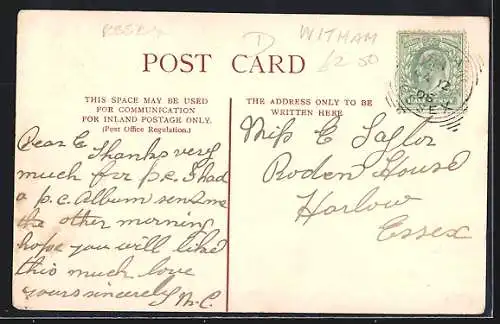 ESSEX
D
WITHAM
£2.50
POST CARD
THIS SPACE MAY BE USED
FOR COMMUNICATION
FOR INLAND POSTAGE ONLY.
(Post Office Regulation.)
THE ADDRESS ONLY TO BE
WRITTEN HERE
Dear E Thanks very
much for p.c. I had
a p.c. Album sent me
the other morning
hope you will like
this much love
yours sincerely
Miss E Saylor
Roden House
Harlow
Essex